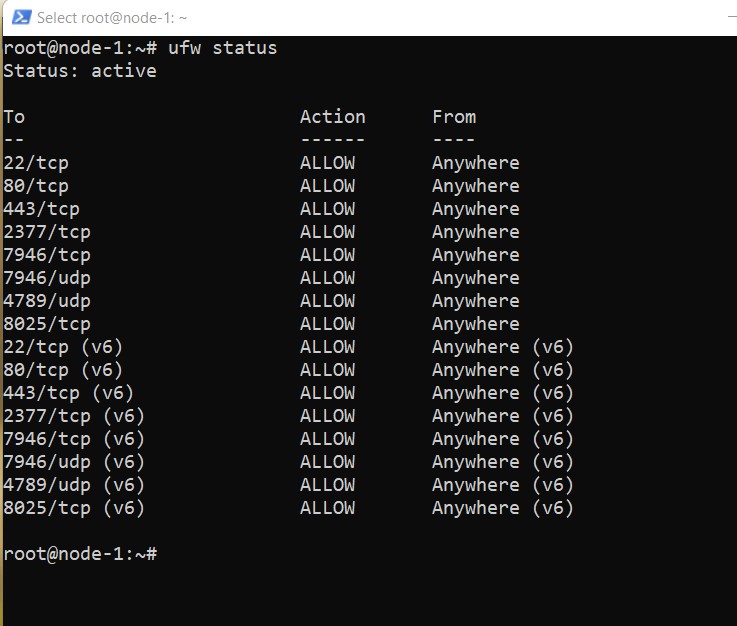 Select root@node-1: ~
root@node-1:~# ufw status
Status: active
To Action From
-- ------ ----
22/tcp ALLOW Anywhere
80/tcp ALLOW Anywhere
443/tcp ALLOW Anywhere
2377/tcp ALLOW Anywhere
7946/tcp ALLOW Anywhere
7946/udp ALLOW Anywhere
4789/udp ALLOW Anywhere
8025/tcp ALLOW Anywhere
22/tcp (v6) ALLOW Anywhere (v6)
80/tcp (v6) ALLOW Anywhere (v6)
443/tcp (v6) ALLOW Anywhere (v6)
2377/tcp (v6) ALLOW Anywhere (v6)
7946/tcp (v6) ALLOW Anywhere (v6)
7946/udp (v6) ALLOW Anywhere (v6)
4789/udp (v6) ALLOW Anywhere (v6)
8025/tcp (v6) ALLOW Anywhere (v6)
root@node-1:~#